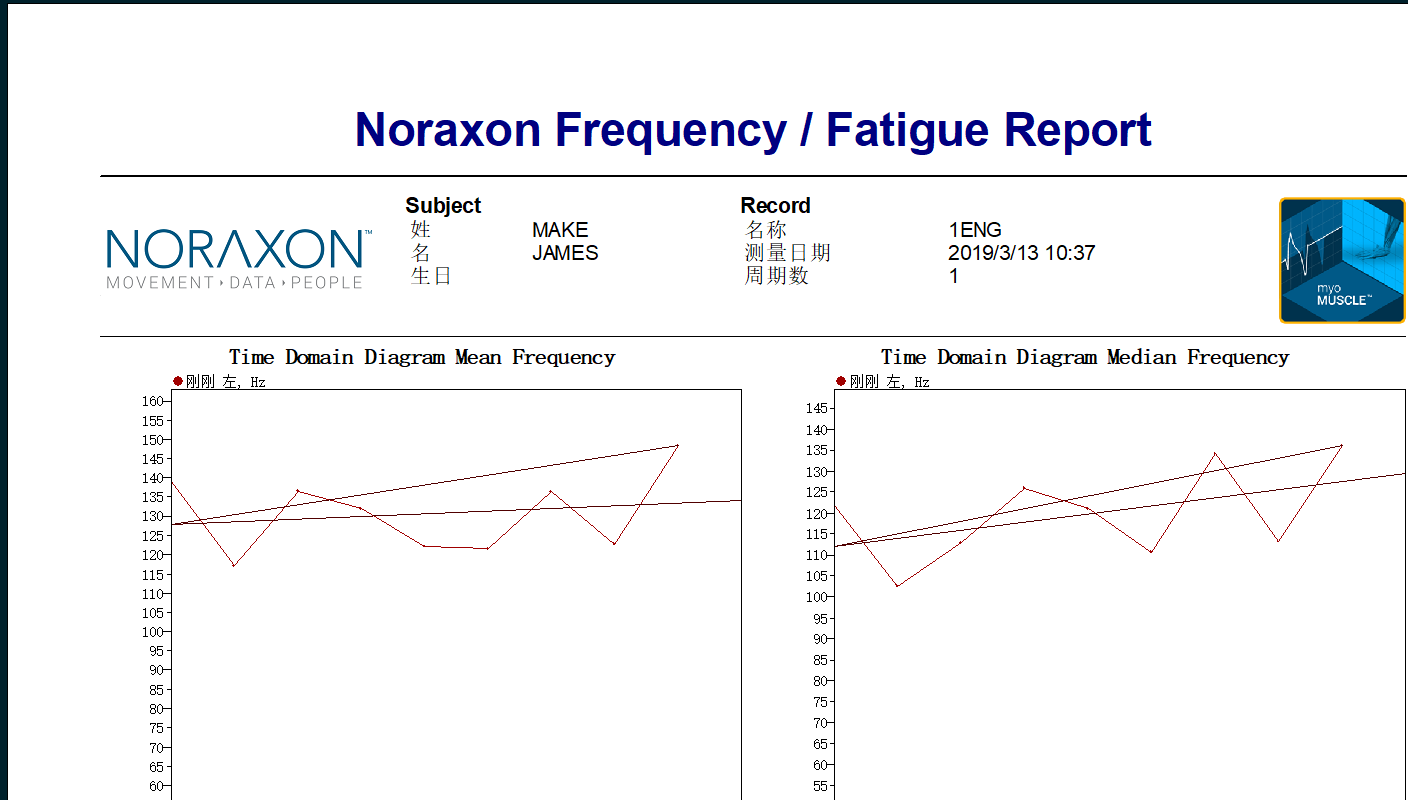 Noraxon Frequency / Fatigue Report
NORAXON™
MOVEMENT DATA PEOPLE
Subject
姓 MAKE
名 JAMES
生日
Record
名称 1ENG
测量日期 2019/3/13 10:37
周期数 1
myo
MUSCLE™
Time Domain Diagram Mean Frequency
刚刚 左, Hz
160
155
150
145
140
135
130
125
120
115
110
105
100
95
90
85
80
75
70
65
60
Time Domain Diagram Median Frequency
刚刚 左, Hz
145
140
135
130
125
120
115
110
105
100
95
90
85
80
75
70
65
60
55